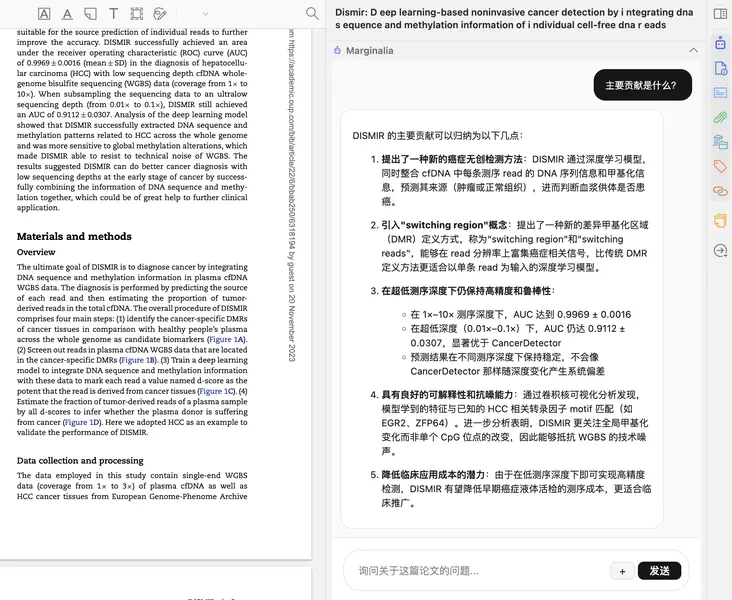 suitable for the source prediction of individual reads to further
improve the accuracy. DISMIR successfully achieved an area
under the receiver operating characteristic (ROC) curve (AUC)
of 0.9969 ± 0.0016 (mean ± SD) in the diagnosis of hepatocellu-
lar carcinoma (HCC) with low sequencing depth cfDNA whole-
genome bisulfite sequencing (WGBS) data (coverage from 1× to
10×). When subsampling the sequencing data to an ultralow
sequencing depth (from 0.01× to 0.1×), DISMIR still achieved
an AUC of 0.9112 ± 0.0307. Analysis of the deep learning model
showed that DISMIR successfully extracted DNA sequence and
methylation patterns related to HCC across the whole genome
and was more sensitive to global methylation alterations, which
made DISMIR able to resist to technical noise of WGBS. The
results suggested DISMIR can do better cancer diagnosis with
low sequencing depths at the early stage of cancer by success-
fully combining the information of DNA sequence and methy-
lation together, which could be of great help to further clinical
application.
Materials and methods
Overview
The ultimate goal of DISMIR is to diagnose cancer by integrating
DNA sequence and methylation information in plasma cfDNA
WGBS data. The diagnosis is performed by predicting the source
of each read and then estimating the proportion of tumor-
derived reads in the total cfDNA. The overall procedure of DISMIR
comprises four main steps: (1) identify the cancer-specific DMRs
of cancer tissues in comparison with healthy people's plasma
across the whole genome as candidate biomarkers (Figure 1A).
(2) Screen out reads in plasma cfDNA WGBS data that are located
in the cancer-specific DMRs (Figure 1B). (3) Train a deep learning
model to integrate DNA sequence and methylation information
with these data to mark each read a value named d-score as the
potent that the read is derived from cancer tissues (Figure 1C). (4)
Estimate the fraction of tumor-derived reads of a plasma sample
by all d-scores to infer whether the plasma donor is suffering
from cancer (Figure 1D). Here we adopted HCC as an example to
validate the performance of DISMIR.
Data collection and processing
The data employed in this study contain single-end WGBS
data (coverage from 1× to 3×) of plasma cfDNA as well as
HCC cancer tissues from European Genome-Phenome Archive
om https://academic.oup.com/bib/article/22/6/bbab250/6318194 by guest on 20 November 2023
Dismir: D eep learning-based noninvasive cancer detection by i ntegrating dna
s equence and methylation information of i ndividual cell-free dna r eads
Marginalia
主要贡献是什么？
DISMIR 的主要贡献可以归纳为以下几点：
1. 提出了一种新的癌症无创检测方法：DISMIR 通过深度学习模型，
同时整合 cfDNA 中每条测序 read 的 DNA 序列信息和甲基化信
息，预测其来源（肿瘤或正常组织），进而判断血浆供体是否患
癌。
2. 引入"switching region"概念：提出了一种新的差异甲基化区域
（DMR）定义方式，称为"switching region"和"switching
reads"，能够在 read 分辨率上富集癌症相关信号，比传统 DMR
定义方法更适合以单条 read 为输入的深度学习模型。
3. 在超低测序深度下仍保持高精度和鲁棒性：
在 1×–10× 测序深度下，AUC 达到 0.9969 ± 0.0016
在超低深度（0.01×–0.1×）下，AUC 仍达 0.9112 ±
0.0307，显著优于 CancerDetector
预测结果在不同测序深度下保持稳定，不会像
CancerDetector 那样随深度变化产生系统偏差
4. 具有良好的可解释性和抗噪能力：通过卷积核可视化分析发现，
模型学到的特征与已知的 HCC 相关转录因子 motif 匹配（如
EGR2、ZFP64）。进一步分析表明，DISMIR 更关注全局甲基
变化而非单个 CpG 位点的改变，因此能够抵抗 WGBS 的技术噪
声。
5. 降低临床应用成本的潜力：由于在低测序深度下即可实现高精度
检测，DISMIR 有望降低早期癌症液体活检的测序成本，更适合临
床推广。
询问关于这篇论文的问题...
+
发送